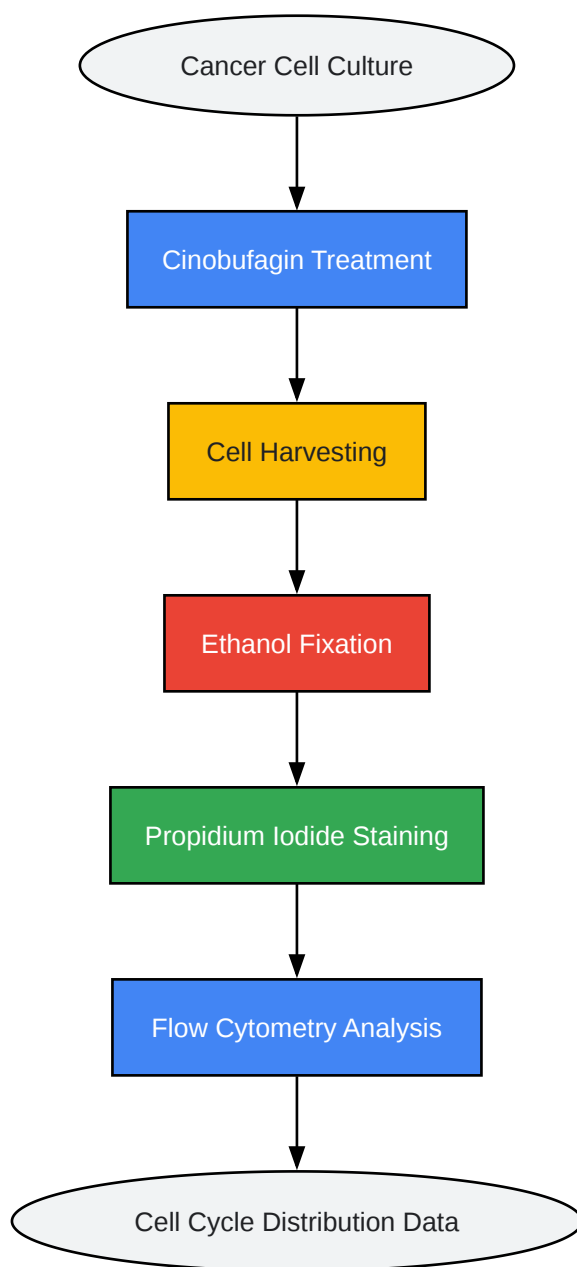 Cancer Cell Culture
Cinobufagin Treatment
Cell Harvesting
Ethanol Fixation
Propidium Iodide Staining
Flow Cytometry Analysis
Cell Cycle Distribution Data